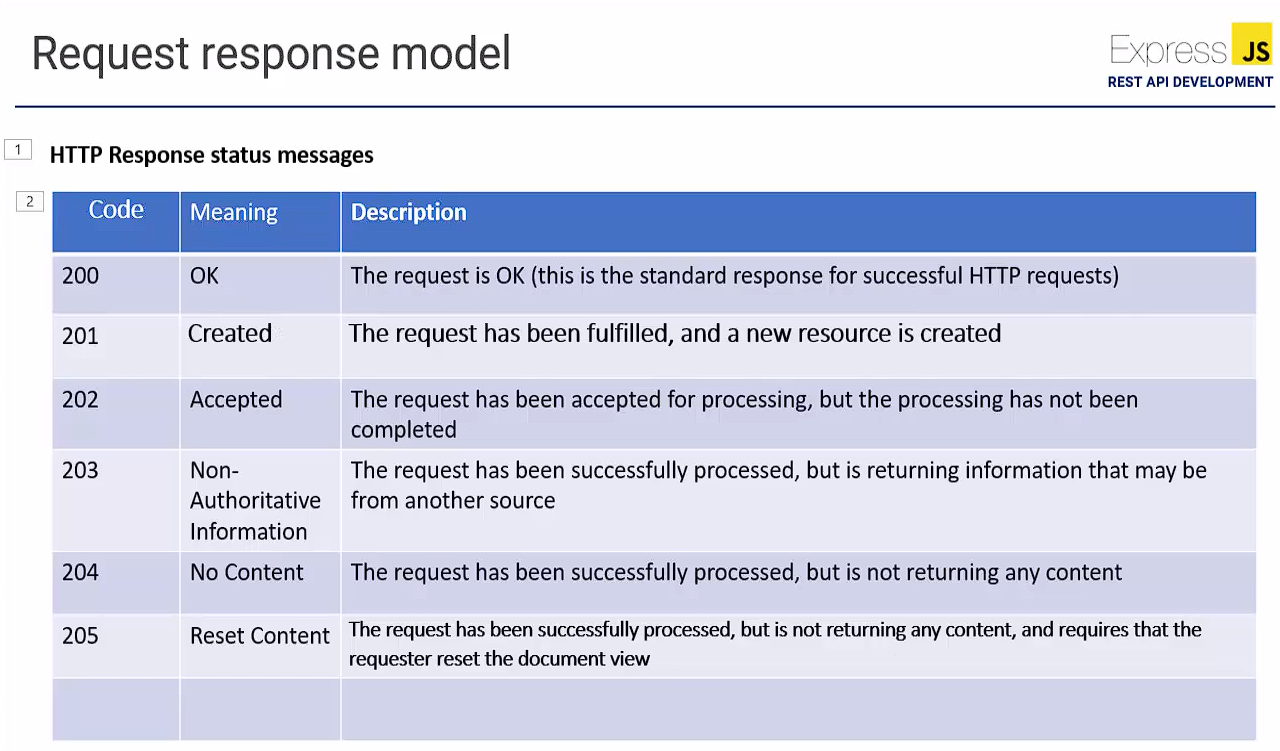 Request response model
Express JS
REST API DEVELOPMENT
1
HTTP Response status messages
2
Code Meaning Description
200 OK The request is OK (this is the standard response for successful HTTP requests)
201 Created The request has been fulfilled, and a new resource is created
202 Accepted The request has been accepted for processing, but the processing has not been
completed
203 Non- The request has been successfully processed, but is returning information that may be
Authoritative from another source
Information
204 No Content The request has been successfully processed, but is not returning any content
205 Reset Content The request has been successfully processed, but is not returning any content, and requires that the
requester reset the document view